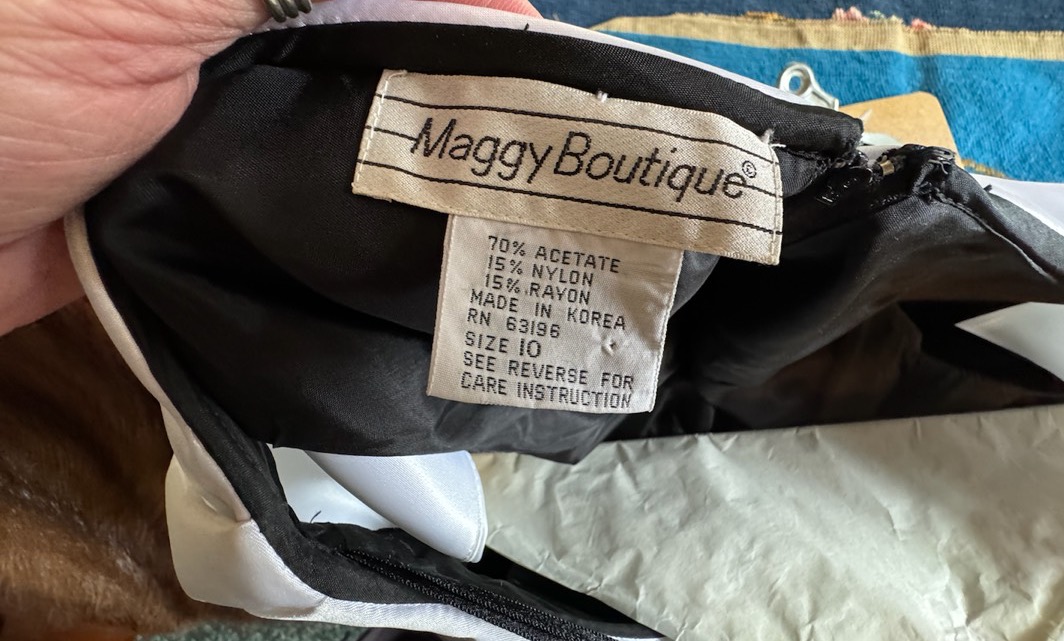 Maggy Boutique©
70% ACETATE
15% NYLON
15% RAYON
MADE IN KOREA
RN 63196
SIZE 10
SEE REVERSE FOR
CARE INSTRUCTION